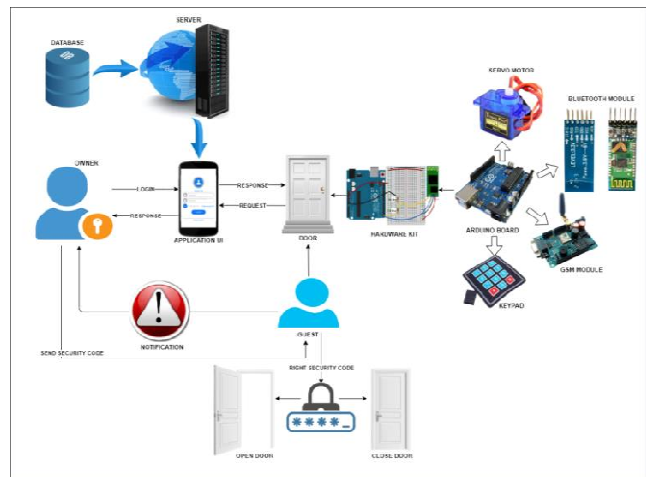 SERVER
DATABASE
SERVO MOTOR
BLUETOOTH MODULE
OWNER
LOGIN
RESPONSE
RESPONSE
REQUEST
APPLICATION UI
DOOR
HARDWARE KIT
ARDUINO BOARD
GSM MODULE
KEYPAD
GUEST
NOTIFICATION
SEND SECURITY CODE
RIGHT SECURITY CODE
****_
OPEN DOOR
CLOSE DOOR